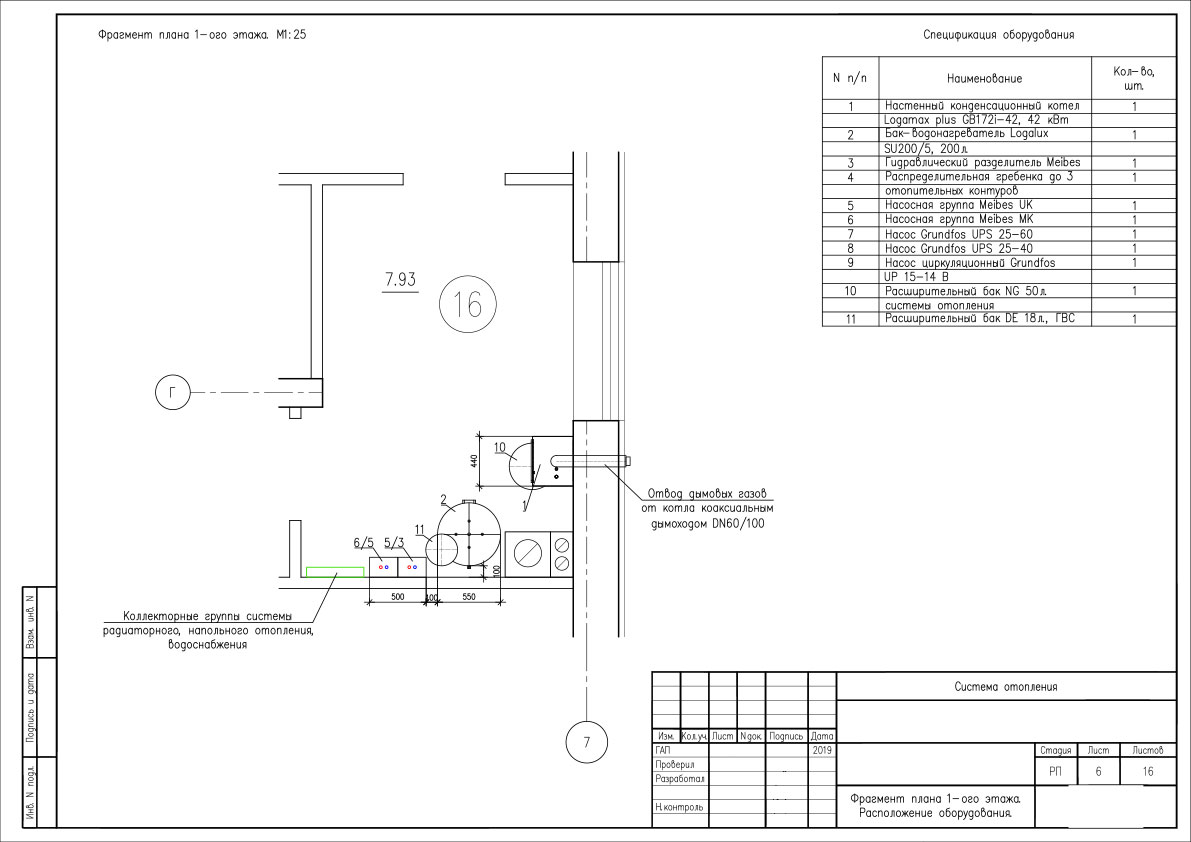 Фрагмент плана 1-ого этажа. М1:25
Спецификация оборудования
N п/п Наименование Кол-во, шт.
1 Настенный конденсационный котел 1
Logamax plus GB172i-42, 42 кВт
2 Бак-водонагреватель Logalux 1
SU200/5, 200л.
3 Гидравлический разделитель Meibes 1
4 Распределительная гребенка до 3 1
отопительных контуров
5 Насосная группа Meibes UK 1
6 Насосная группа Meibes MK 1
7 Насос Grundfos UPS 25-60 1
8 Насос Grundfos UPS 25-40 1
9 Насос циркуляционный Grundfos 1
UP 15-14 B
10 Расширительный бак NG 50л. 1
системы отопления
11 Расширительный бак DE 18л., ГВС 1
7.93
16
Г
10
440
1
Отвод дымовых газов
от котла коаксиальным
дымоходом DN60/100
2
11
6/5 5/3
100
500 100 550
Коллекторные группы системы
радиаторного, напольного отопления,
водоснабжения
7
Взам. инв. N
Подпись и дата
Инв. N подл.
Система отопления
Изм. Кол.уч. Лист Nдок. Подпись Дата
ГАП 2019
Проверил
Разработал
Н.контроль
Стадия Лист Листов
РП 6 16
Фрагмент плана 1-ого этажа.
Расположение оборудования.